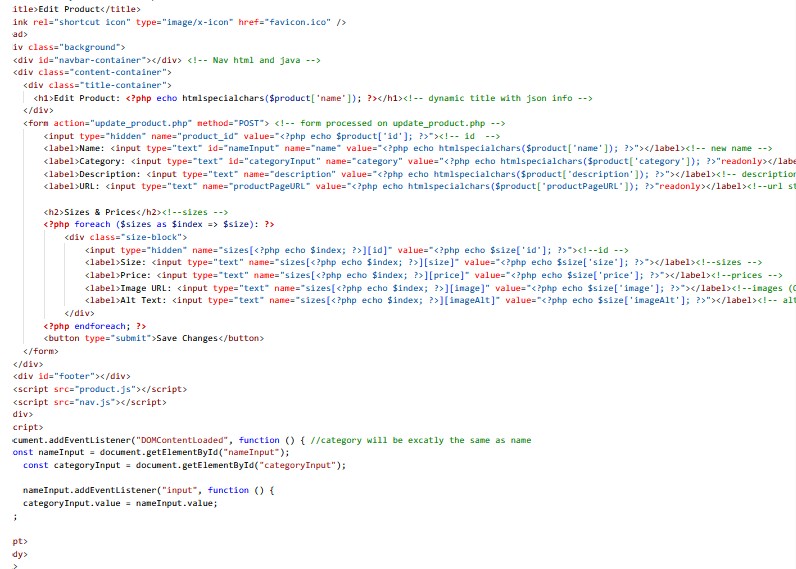 itle>Edit Product</title>
ink rel="shortcut icon" type="image/x-icon" href="favicon.ico" />
ad>
iv class="background">
<div id="navbar-container"></div> <!-- Nav html and java -->
<div class="content-container">
<div class="title-container">
<h1>Edit Product: <?php echo htmlspecialchars($product['name']); ?></h1><!-- dynamic title with json info -->
</div>
<form action="update_product.php" method="POST"> <!-- form processed on update_product.php -->
<input type="hidden" name="product_id" value="<?php echo $product['id']; ?>"><!-- id  -->
<label>Name: <input type="text" id="nameInput" name="name" value="<?php echo htmlspecialchars($product['name']); ?>"></label><!-- new name -->
<label>Category: <input type="text" id="categoryInput" name="category" value="<?php echo htmlspecialchars($product['category']); ?>"readonly></labe
<label>Description: <input type="text" name="description" value="<?php echo htmlspecialchars($product['description']); ?>"></label><!-- description
<label>URL: <input type="text" name="productPageURL" value="<?php echo htmlspecialchars($product['productPageURL']); ?>"readonly></label><!--url st
<h2>Sizes & Prices</h2><!--sizes -->
<?php foreach ($sizes as $index => $size): ?>
<div class="size-block">
<input type="hidden" name="sizes[<?php echo $index; ?>][id]" value="<?php echo $size['id']; ?>"><!--id -->
<label>Size: <input type="text" name="sizes[<?php echo $index; ?>][size]" value="<?php echo $size['size']; ?>"></label><!--sizes -->
<label>Price: <input type="text" name="sizes[<?php echo $index; ?>][price]" value="<?php echo $size['price']; ?>"></label><!--prices -->
<label>Image URL: <input type="text" name="sizes[<?php echo $index; ?>][image]" value="<?php echo $size['image']; ?>"></label><!--images (
<label>Alt Text: <input type="text" name="sizes[<?php echo $index; ?>][imageAlt]" value="<?php echo $size['imageAlt']; ?>"></label><!-- alt
</div>
<?php endforeach; ?>
<button type="submit">Save Changes</button>
</form>
</div>
<div id="footer"></div>
<script src="product.js"></script>
<script src="nav.js"></script>
div>
cript>
cument.addEventListener("DOMContentLoaded", function () { //category will be excatly the same as name
onst nameInput = document.getElementById("nameInput");
const categoryInput = document.getElementById("categoryInput");
nameInput.addEventListener("input", function () {
categoryInput.value = nameInput.value;
;
pt>
dy>
>